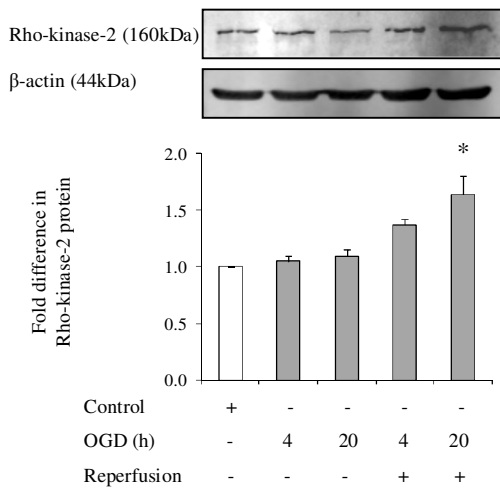 Rho-kinase-2 (160kDa)
β-actin (44kDa)
Fold difference in
Rho-kinase-2 protein
2.0
1.5
1.0
0.5
0.0
*
Control + - - - -
OGD (h) - 4 20 4 20
Reperfusion - - - + +